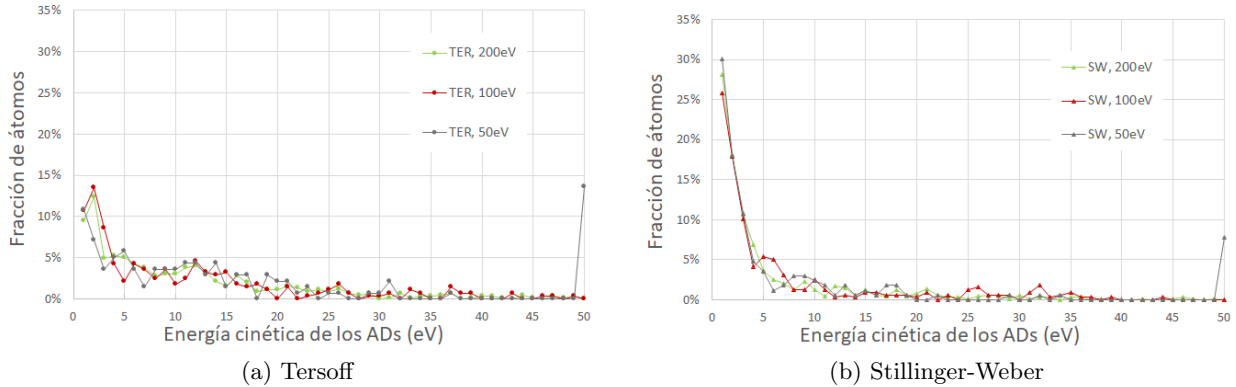 35%
30%
25%
20%
15%
10%
5%
0%
Fracción de átomos
TER, 200eV
TER, 100eV
TER, 50eV
0 5 10 15 20 25 30 35 40 45 50
Energía cinética de los ADs (eV)
(a) Tersoff
35%
30%
25%
20%
15%
10%
5%
0%
Fracción de átomos
SW, 200eV
SW, 100eV
SW, 50eV
0 5 10 15 20 25 30 35 40 45 50
Energía cinética de los ADs (eV)
(b) Stillinger-Weber